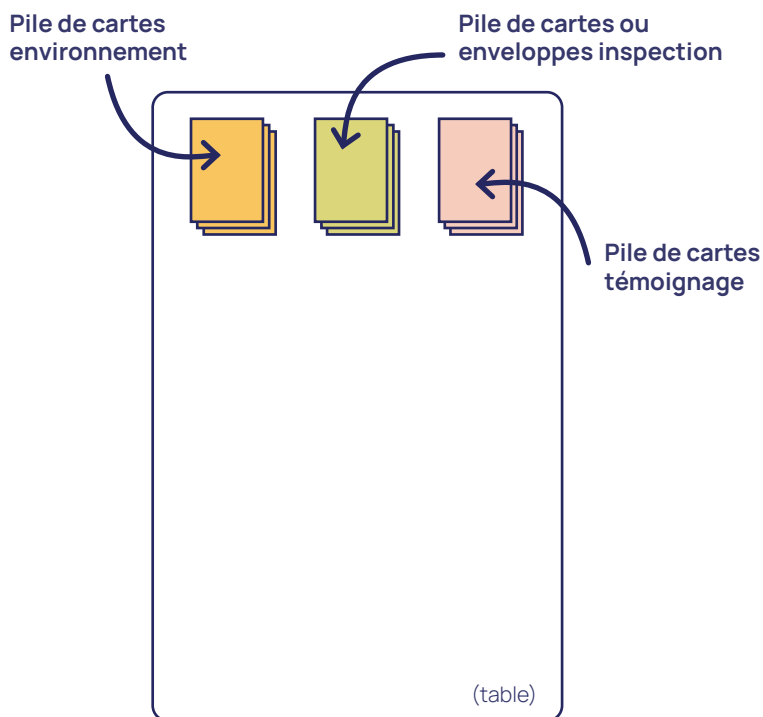 Pile de cartes
environnement
Pile de cartes ou
enveloppes inspection
Pile de cartes
témoignage
(table)